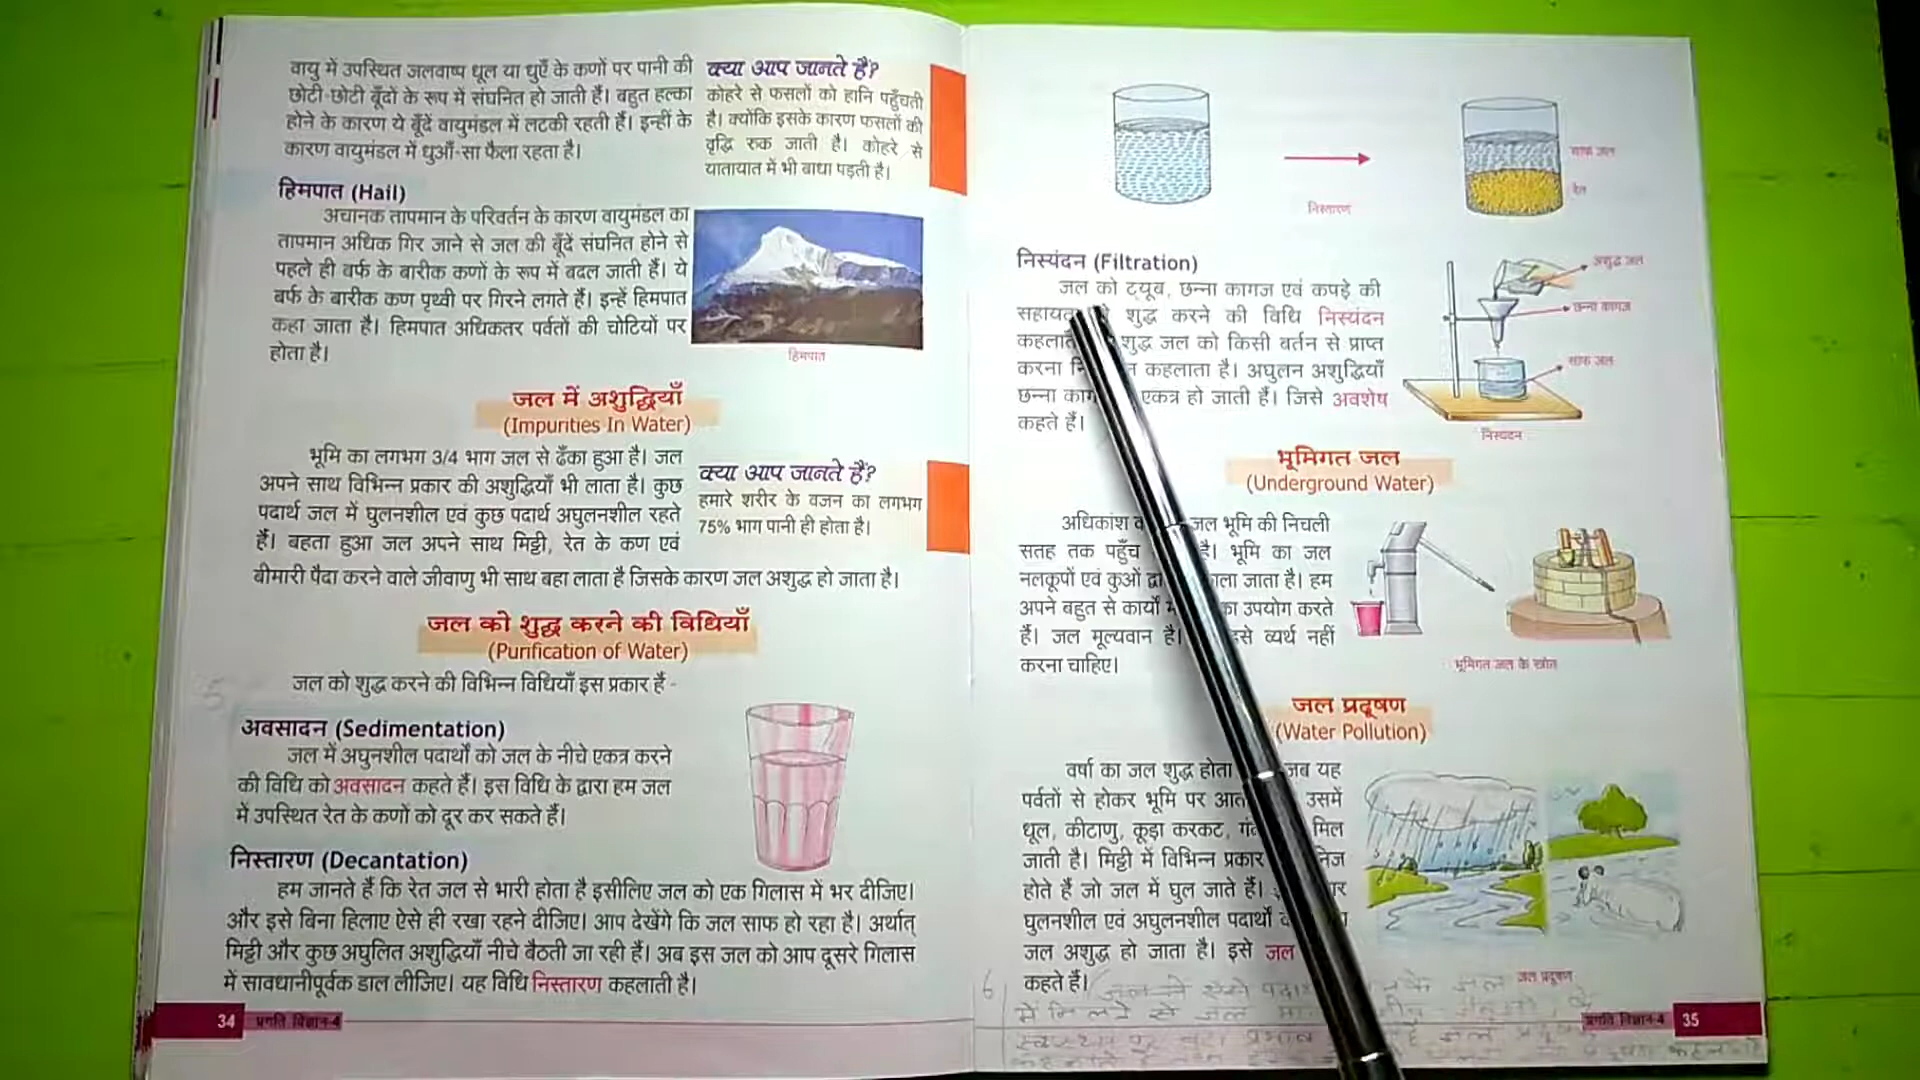 वायु में उपस्थित जलवाष्प धूल या धुएँ के कणों पर पानी की
छोटी-छोटी बूँदों के रूप में संघनित हो जाती हैं। बहुत हल्का
होने के कारण ये बूँदें वायुमंडल में लटकी रहती हैं। इन्हीं के
कारण वायुमंडल में धुआँ-सा फैला रहता है।
क्या आप जानते हैं?
कोहरे से फसलों को हानि पहुँचती
है। क्योंकि इसके कारण फसलों की
वृद्धि रुक जाती है। कोहरे से
यातायात में भी बाधा पड़ती है।
हिमपात (Hail)
अचानक तापमान के परिवर्तन के कारण वायुमंडल का
तापमान अधिक गिर जाने से जल की बूँदें संघनित होने से
पहले ही बर्फ के बारीक कणों के रूप में बदल जाती हैं। ये
बर्फ के बारीक कण पृथ्वी पर गिरने लगते हैं। इन्हें हिमपात
कहा जाता है। हिमपात अधिकतर पर्वतों की चोटियों पर
होता है।
हिमपात
जल में अशुद्धियाँ
(Impurities In Water)
भूमि का लगभग 3/4 भाग जल से ढँका हुआ है। जल
अपने साथ विभिन्न प्रकार की अशुद्धियाँ भी लाता है। कुछ
पदार्थ जल में घुलनशील एवं कुछ पदार्थ अघुलनशील रहते
हैं। बहता हुआ जल अपने साथ मिट्टी, रेत के कण एवं
बीमारी पैदा करने वाले जीवाणु भी साथ बहा लाता है जिसके कारण जल अशुद्ध हो जाता है।
क्या आप जानते हैं?
हमारे शरीर के वजन का लगभग
75% भाग पानी ही होता है।
जल को शुद्ध करने की विधियाँ
(Purification of Water)
जल को शुद्ध करने की विभिन्न विधियाँ इस प्रकार हैं -
अवसादन (Sedimentation)
जल में अघुनशील पदार्थों को जल के नीचे एकत्र करने
की विधि को अवसादन कहते हैं। इस विधि के द्वारा हम जल
में उपस्थित रेत के कणों को दूर कर सकते हैं।
निस्तारण (Decantation)
हम जानते हैं कि रेत जल से भारी होता है इसीलिए जल को एक गिलास में भर दीजिए।
और इसे बिना हिलाए ऐसे ही रखा रहने दीजिए। आप देखेंगे कि जल साफ हो रहा है। अर्थात्
मिट्टी और कुछ अघुलित अशुद्धियाँ नीचे बैठती जा रही हैं। अब इस जल को आप दूसरे गिलास
में सावधानीपूर्वक डाल लीजिए। यह विधि निस्तारण कहलाती है।
34 प्रगति विज्ञान-4
साफ जल
रेत
निस्तारण
निस्यंदन (Filtration)
जल को ट्यूब, छन्ना कागज एवं कपड़े की
शुद्ध करने की विधि निस्यंदन
शुद्ध जल को किसी बर्तन से प्राप्त
करना कहलाता है। अघुलन अशुद्धियाँ
छन्ना एकत्र हो जाती हैं। जिसे अवशेष
कहते हैं।
अशुद्ध जल
छन्ना कागज
साफ जल
निस्यंदन
भूमिगत जल
(Underground Water)
अधिकांश जल भूमि की निचली
सतह तक पहुँच है। भूमि का जल
नलकूपों एवं कुओं जाता है। हम
अपने बहुत से कार्यों उपयोग करते
हैं। जल मूल्यवान है। व्यर्थ नहीं
करना चाहिए।
भूमिगत जल के स्रोत
जल प्रदूषण
(Water Pollution)
वर्षा का जल शुद्ध होता जब यह
पर्वतों से होकर भूमि पर उसमें
धूल, कीटाणु, कूड़ा करकट, मिल
जाती है। मिट्टी में विभिन्न प्रकार
होते हैं जो जल में घुल जाते हैं।
घुलनशील एवं अघुलनशील पदार्थों
जल अशुद्ध हो जाता है। इसे जल
कहते हैं।
जल प्रदूषण
प्रगति विज्ञान-4 35